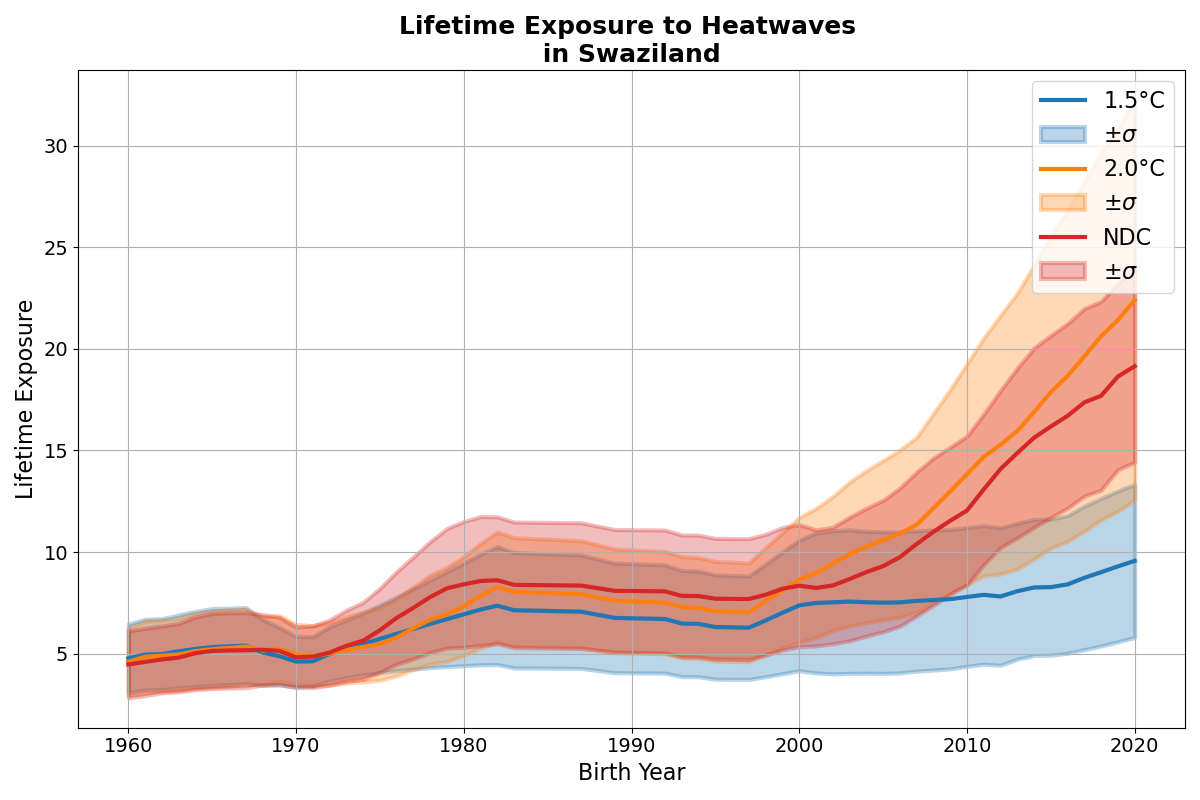 Lifetime Exposure to Heatwaves
in Swaziland
Lifetime Exposure
30
25
20
15
10
5
1960
1970
1980
1990
2000
2010
2020
Birth Year
1.5°C
±σ
2.0°C
±σ
NDC
±σ